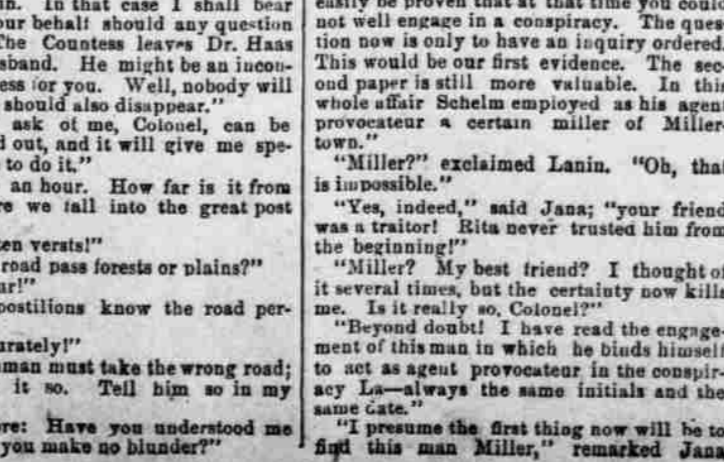 In that case I shall bear
our behalf should any question
The Countess leaves Dr. Haas
sband. He might be an incon-
ess for you. Well, nobody will
should also disappear."
ask of me, Colonel, can be
d out, and it will give me spe-
to do it."
an hour. How far is it from
re we fall into the great post
ten versts!"
road pass forests or plains?"
ar!"
postilions know the road per-
urately!"
man must take the wrong road;
it so. Tell him so in my
ore: Have you understood me
you make no blunder?"
easily be proven that at that time you could
not well engage in a conspiracy. The ques
tion now is only to have an inquiry ordered
This would be our first evidence. The sec
ond paper is still more valuable. In this
whole affair Schelm employed as his agen
provocateur a certain miller of Miller
town."
"Miller?" exclaimed Lanin. "Oh, that
is impossible."
"Yes, indeed," said Jana; "your friend
was a traitor! Rita never trusted him from
the beginning!"
"Miller? My best friend? I thought of
it several times, but the certainty now kills
me. Is it really so, Colonel?"
"Beyond doubt! I have read the engage-
ment of this man in which he binds himself
to act as agent provocateur in the conspir-
acy La—always the same initials and the
same date."
"I presume the first thing now will be to
find this man Miller," remarked Jana